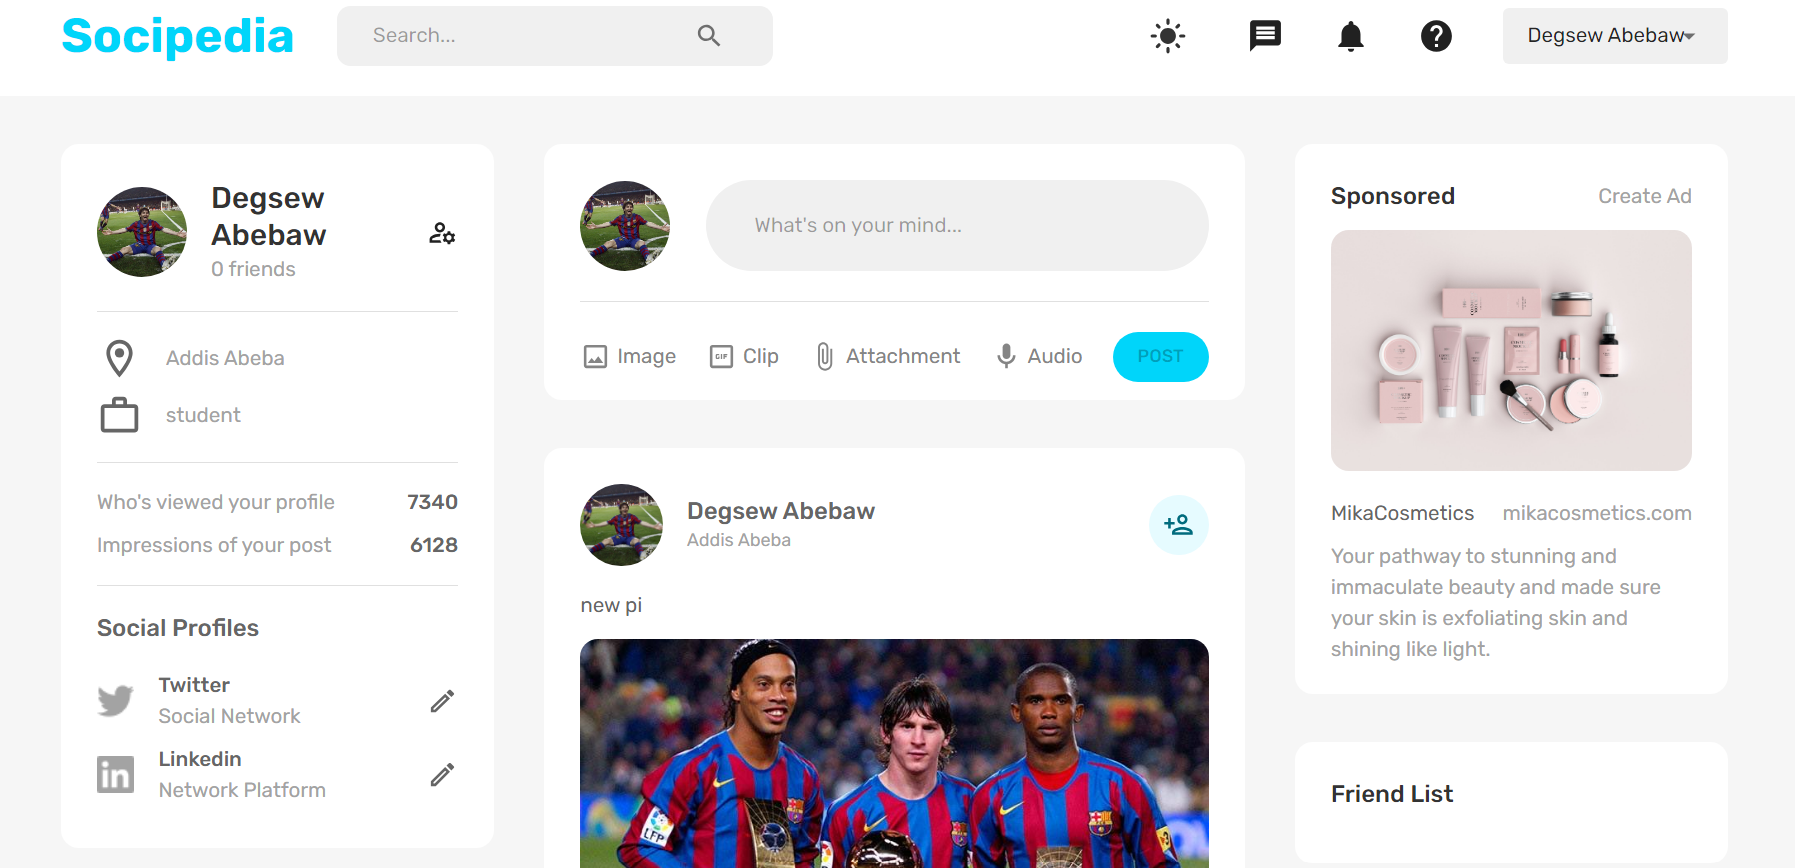 Socipedia
Search...
Degsew Abebaw
Degsew
Abebaw
0 friends
Addis Abeba
student
Who's viewed your profile 7340
Impressions of your post 6128
Social Profiles
Twitter
Social Network
Linkedin
Network Platform
What's on your mind...
Image
GIF
Clip
Attachment
Audio
POST
Degsew Abebaw
Addis Abeba
new pi
LFP
Sponsored
Create Ad
MikaCosmetics
mikacosmetics.com
Your pathway to stunning and
immaculate beauty and made sure
your skin is exfoliating skin and
shining like light.
Friend List